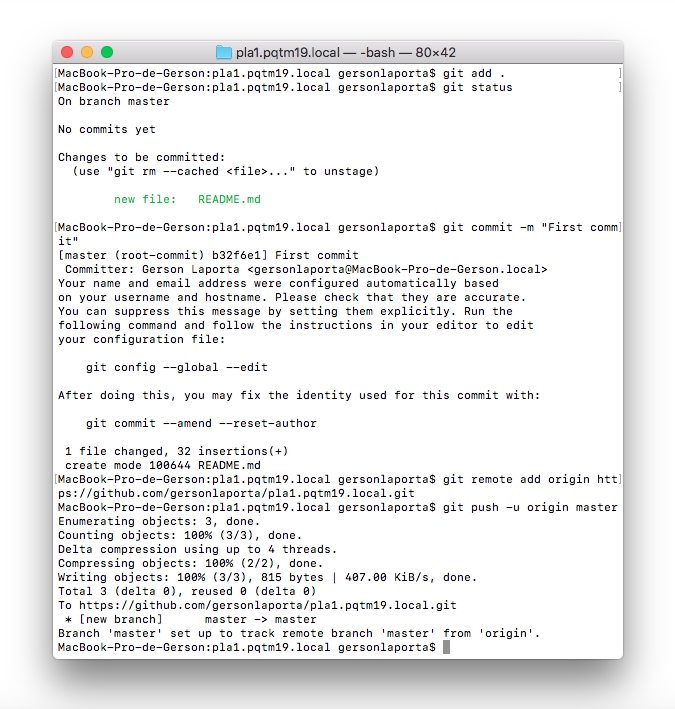 pla1.pqtm19.local — -bash — 80×42
[MacBook-Pro-de-Gerson:pla1.pqtm19.local gersonlaporta$ git add . ]
[MacBook-Pro-de-Gerson:pla1.pqtm19.local gersonlaporta$ git status ]
On branch master
No commits yet
Changes to be committed:
  (use "git rm --cached <file>..." to unstage)
        new file:   README.md
[MacBook-Pro-de-Gerson:pla1.pqtm19.local gersonlaporta$ git commit -m "First comm]
it"
[master (root-commit) b32f6e1] First commit
 Committer: Gerson Laporta <gersonlaporta@MacBook-Pro-de-Gerson.local>
Your name and email address were configured automatically based
on your username and hostname. Please check that they are accurate.
You can suppress this message by setting them explicitly. Run the
following command and follow the instructions in your editor to edit
your configuration file:
    git config --global --edit
After doing this, you may fix the identity used for this commit with:
    git commit --amend --reset-author
 1 file changed, 32 insertions(+)
 create mode 100644 README.md
[MacBook-Pro-de-Gerson:pla1.pqtm19.local gersonlaporta$ git remote add origin htt]
ps://github.com/gersonlaporta/pla1.pqtm19.local.git
MacBook-Pro-de-Gerson:pla1.pqtm19.local gersonlaporta$ git push -u origin master
Enumerating objects: 3, done.
Counting objects: 100% (3/3), done.
Delta compression using up to 4 threads.
Compressing objects: 100% (2/2), done.
Writing objects: 100% (3/3), 815 bytes | 407.00 KiB/s, done.
Total 3 (delta 0), reused 0 (delta 0)
To https://github.com/gersonlaporta/pla1.pqtm19.local.git
 * [new branch]      master -> master
Branch 'master' set up to track remote branch 'master' from 'origin'.
MacBook-Pro-de-Gerson:pla1.pqtm19.local gersonlaporta$